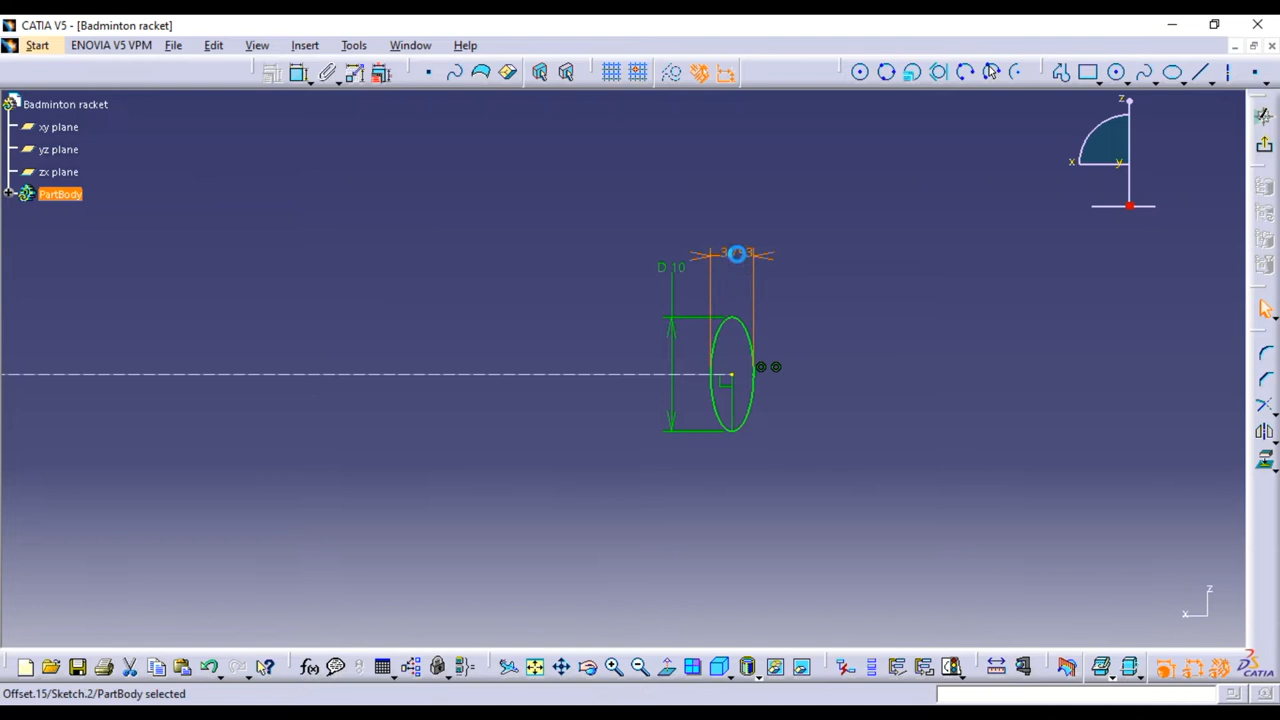 CATIA V5 - [Badminton racket]
Start ENOVIA V5 VPM File Edit View Insert Tools Window Help
Badminton racket
xy plane
yz plane
zx plane
PartBody
z
x
y
D 10
z
x
f(x)
CATIA
Offset.15/Sketch.2/PartBody selected